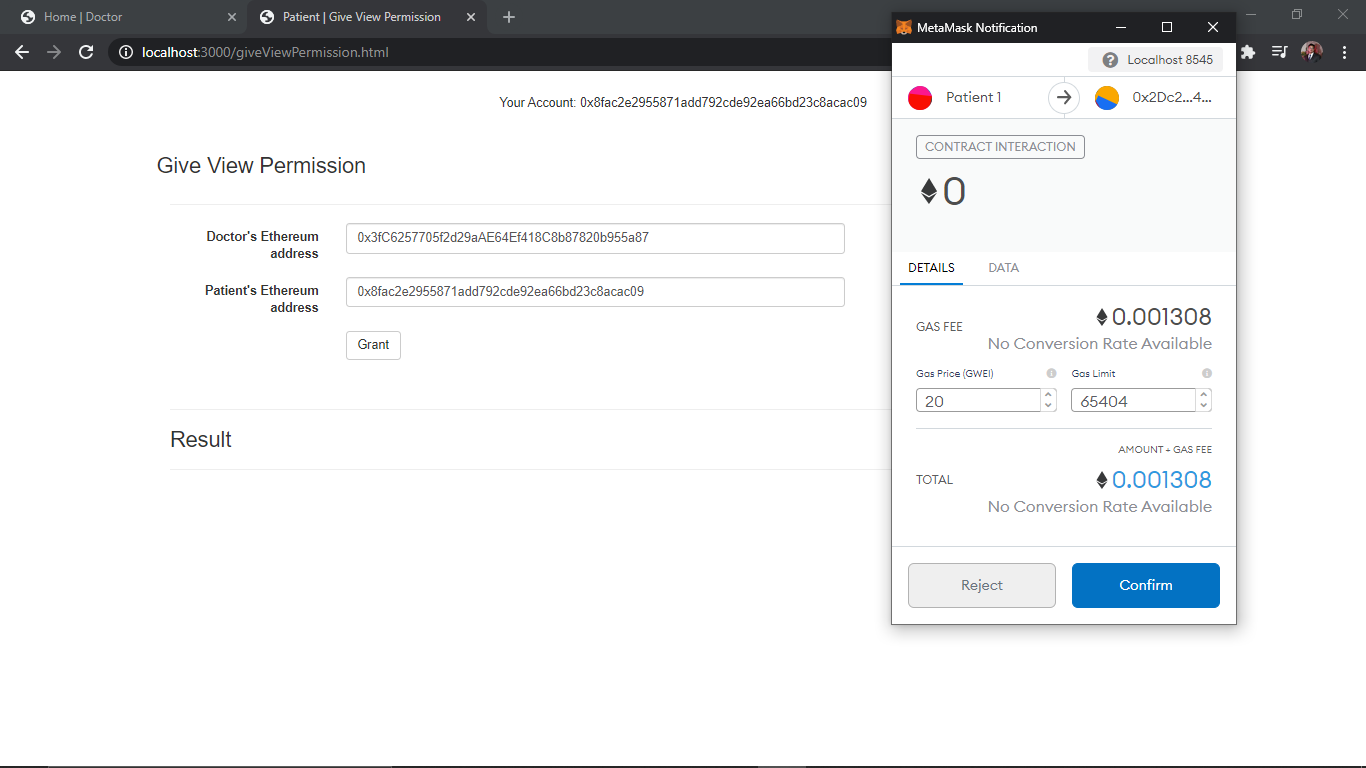 Home | Doctor
Patient | Give View Permission
localhost:3000/giveViewPermission.html
Your Account: 0x8fac2e2955871add792cde92ea66bd23c8acac09
Give View Permission
Doctor's Ethereum address
0x3fC6257705f2d29aAE64Ef418C8b87820b955a87
Patient's Ethereum address
0x8fac2e2955871add792cde92ea66bd23c8acac09
Grant
Result
MetaMask Notification
Localhost 8545
Patient 1
0x2Dc2...4...
CONTRACT INTERACTION
0
DETAILS
DATA
GAS FEE
0.001308
No Conversion Rate Available
Gas Price (GWEI)
Gas Limit
20
65404
AMOUNT + GAS FEE
TOTAL
0.001308
No Conversion Rate Available
Reject
Confirm